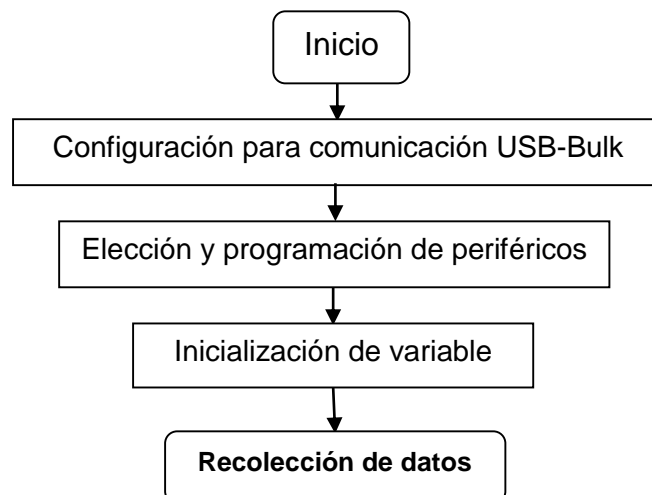 Inicio
Configuración para comunicación USB-Bulk
Elección y programación de periféricos
Inicialización de variable
Recolección de datos